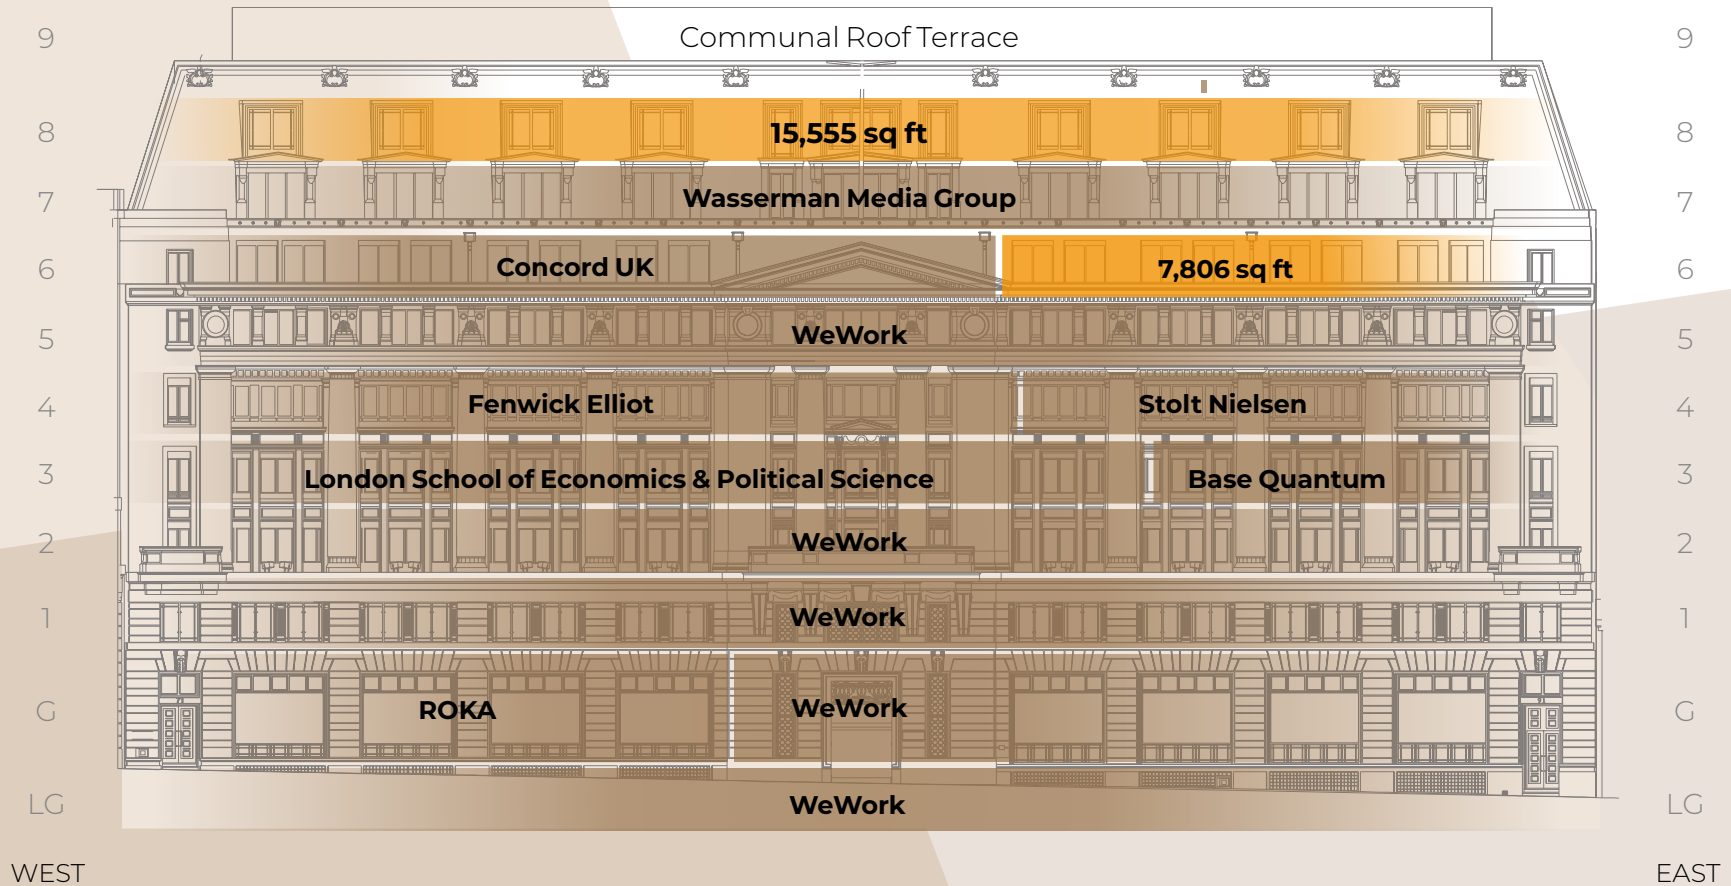 9 Communal Roof Terrace 9
8 15,555 sq ft 8
7 Wasserman Media Group 7
6 Concord UK 7,806 sq ft 6
5 WeWork 5
4 Fenwick Elliot Stolt Nielsen 4
3 London School of Economics & Political Science Base Quantum 3
2 WeWork 2
1 WeWork 1
G ROKA WeWork G
LG WeWork LG
WEST EAST